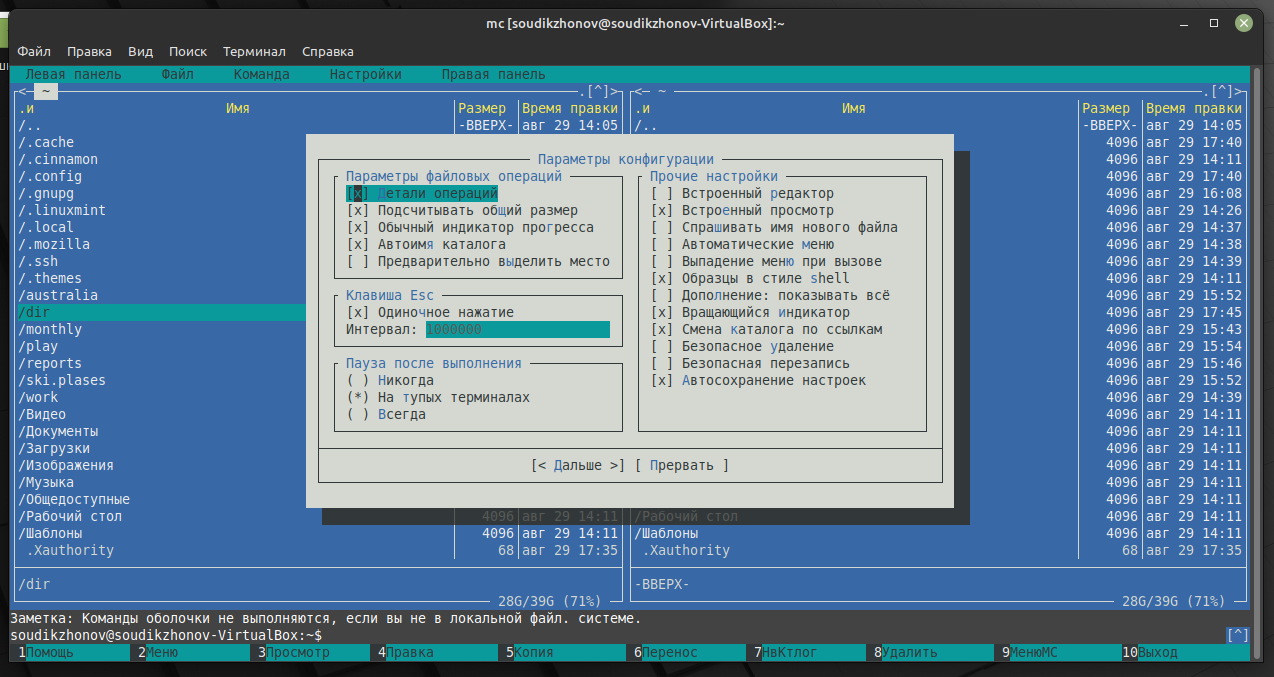 mc [soudikzhonov@soudikzhonov-VirtualBox]:~
Файл Правка Вид Поиск Терминал Справка
Левая панель Файл Команда Настройки Правая панель
<— ~ .[^]> <— ~ .[^]>
.и Имя Размер Время правки .и Имя Размер Время правки
/.. -ВВЕРХ- авг 29 14:05 /.. -ВВЕРХ- авг 29 14:05
/.cache 4096 авг 29 17:40
/.cinnamon 4096 авг 29 14:11
/.config 4096 авг 29 17:40
/.gnupg 4096 авг 29 16:08
/.linuxmint 4096 авг 29 14:26
/.local 4096 авг 29 14:37
/.mozilla 4096 авг 29 14:38
/.ssh 4096 авг 29 14:39
/.themes 4096 авг 29 14:11
/australia 4096 авг 29 15:52
/dir 4096 авг 29 17:45
/monthly 4096 авг 29 15:43
/play 4096 авг 29 15:54
/reports 4096 авг 29 15:46
/ski.plases 4096 авг 29 15:52
/work 4096 авг 29 14:39
/Видео 4096 авг 29 14:11
/Документы 4096 авг 29 14:11
/Загрузки 4096 авг 29 14:11
/Изображения 4096 авг 29 14:11
/Музыка 4096 авг 29 14:11
/Общедоступные 4096 авг 29 14:11
/Рабочий стол 4096 авг 29 14:11 /Рабочий стол 4096 авг 29 14:11
/Шаблоны 4096 авг 29 14:11 /Шаблоны 4096 авг 29 14:11
.Xauthority 68 авг 29 17:35 .Xauthority 68 авг 29 17:35
Параметры конфигурации
Параметры файловых операций
[x] Детали операций
[x] Подсчитывать общий размер
[x] Обычный индикатор прогресса
[x] Автоимя каталога
[ ] Предварительно выделить место
Клавиша Esc
[x] Одиночное нажатие
Интервал: 1000000
Пауза после выполнения
( ) Никогда
(*) На тупых терминалах
( ) Всегда
Прочие настройки
[ ] Встроенный редактор
[x] Встроенный просмотр
[ ] Спрашивать имя нового файла
[ ] Автоматические меню
[ ] Выпадение меню при вызове
[x] Образцы в стиле shell
[ ] Дополнение: показывать всё
[x] Вращающийся индикатор
[x] Смена каталога по ссылкам
[ ] Безопасное удаление
[ ] Безопасная перезапись
[x] Автосохранение настроек
[< Дальше >] [ Прервать ]
/dir -ВВЕРХ-
28G/39G (71%) 28G/39G (71%)
Заметка: Команды оболочки не выполняются, если вы не в локальной файл. системе.
soudikzhonov@soudikzhonov-VirtualBox:~$ [^]
1Помощь 2Меню 3Просмотр 4Правка 5Копия 6Перенос 7НвКтлог 8Удалить 9МенюMC 10Выход